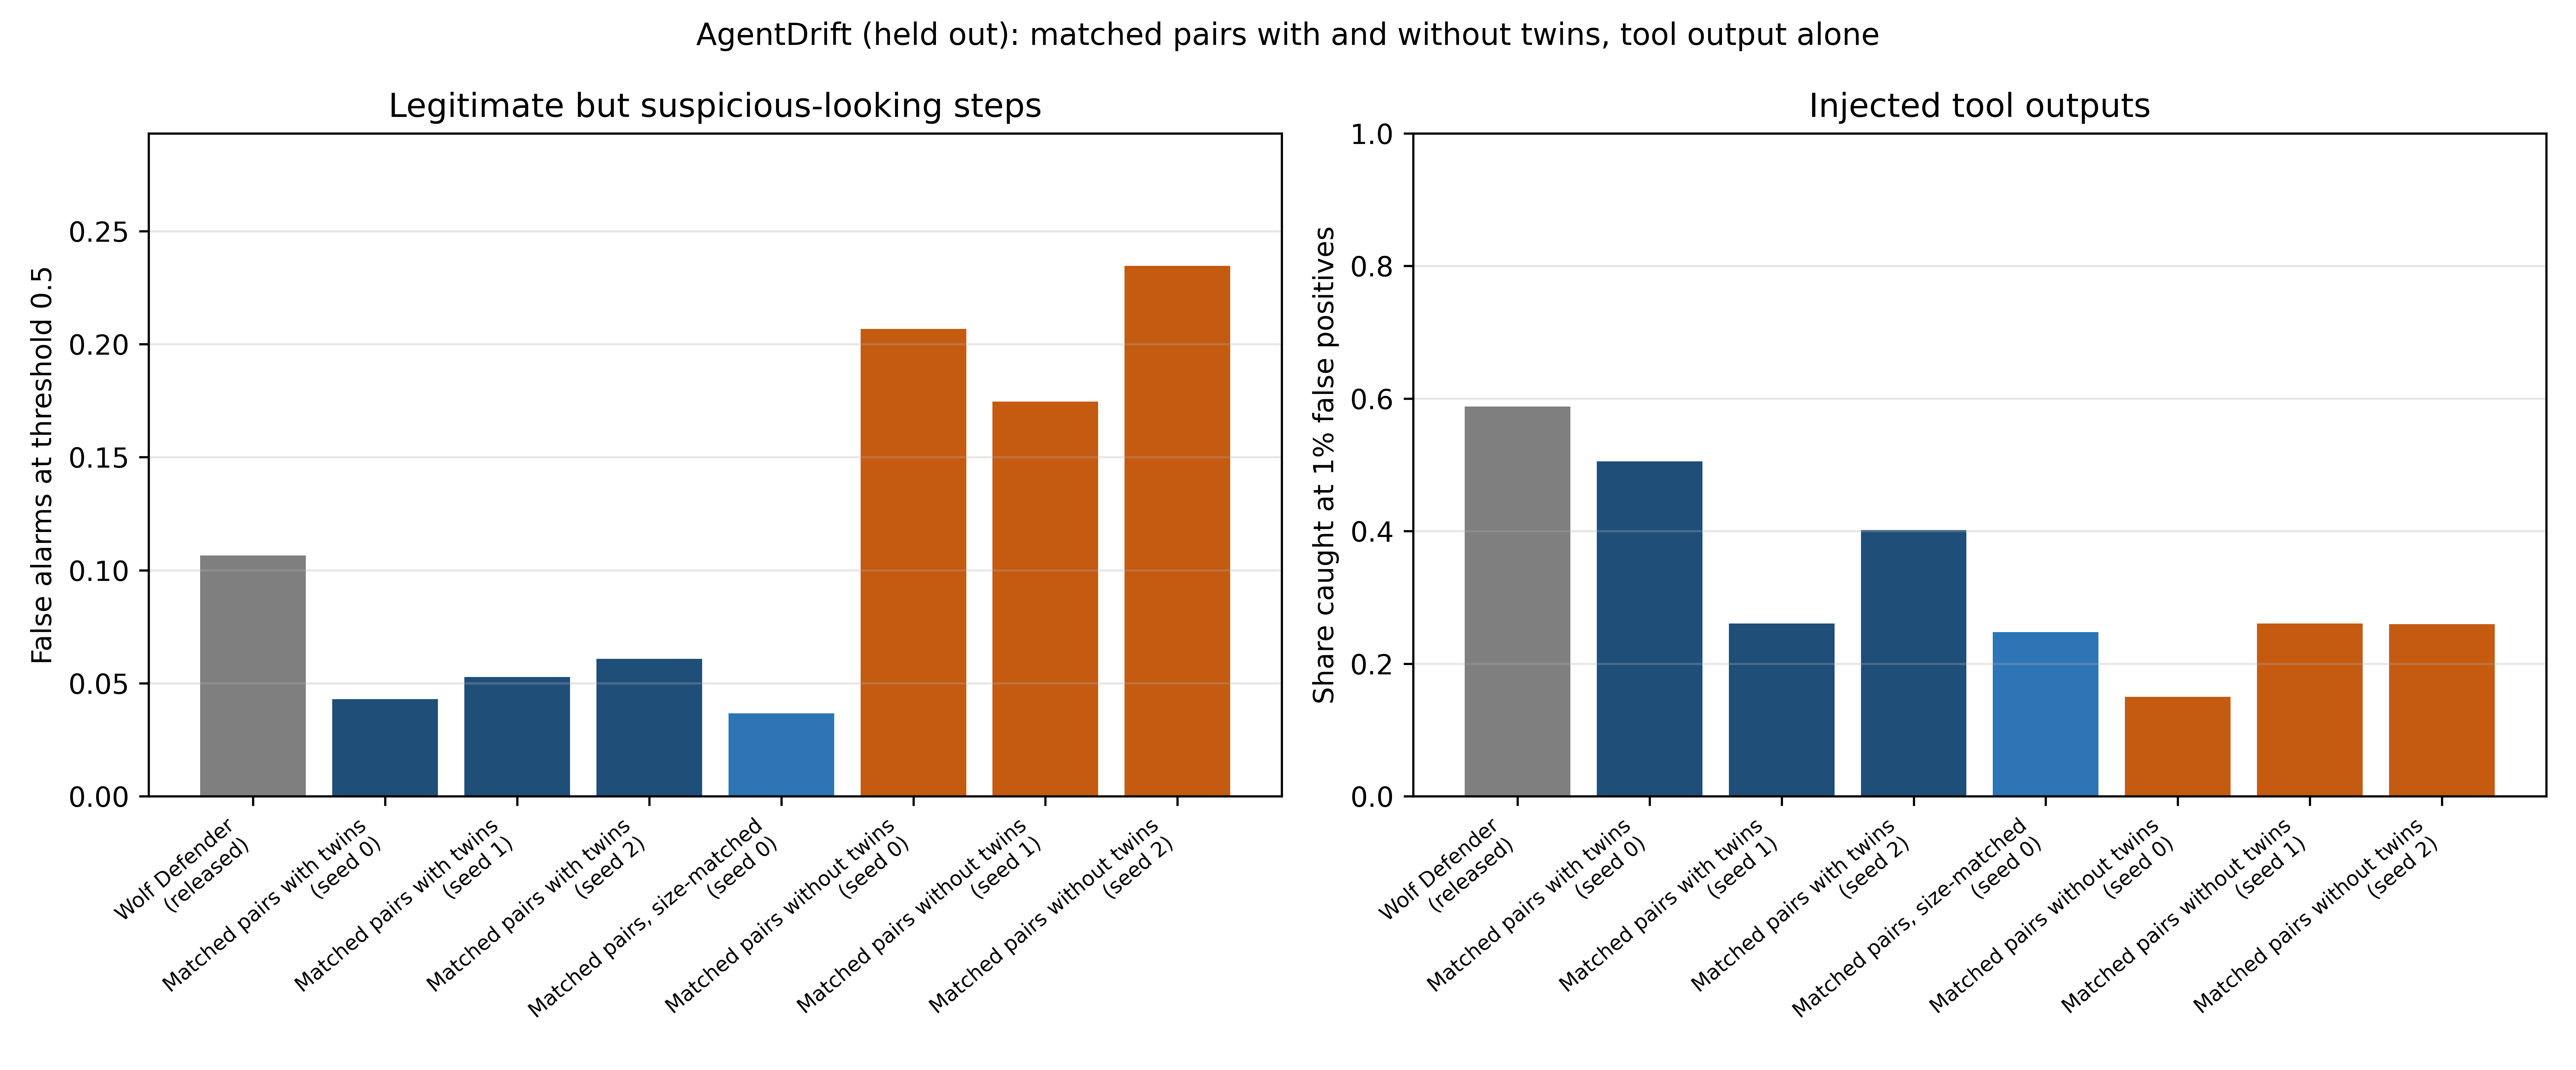 AgentDrift (held out): matched pairs with and without twins, tool output alone
Legitimate but suspicious-looking steps
False alarms at threshold 0.5
0.25
0.20
0.15
0.10
0.05
0.00
Wolf Defender
(released)
Matched pairs with twins
(seed 0)
Matched pairs with twins
(seed 1)
Matched pairs with twins
(seed 2)
Matched pairs, size-matched
(seed 0)
Matched pairs without twins
(seed 0)
Matched pairs without twins
(seed 1)
Matched pairs without twins
(seed 2)
Injected tool outputs
Share caught at 1% false positives
1.0
0.8
0.6
0.4
0.2
0.0
Wolf Defender
(released)
Matched pairs with twins
(seed 0)
Matched pairs with twins
(seed 1)
Matched pairs with twins
(seed 2)
Matched pairs, size-matched
(seed 0)
Matched pairs without twins
(seed 0)
Matched pairs without twins
(seed 1)
Matched pairs without twins
(seed 2)